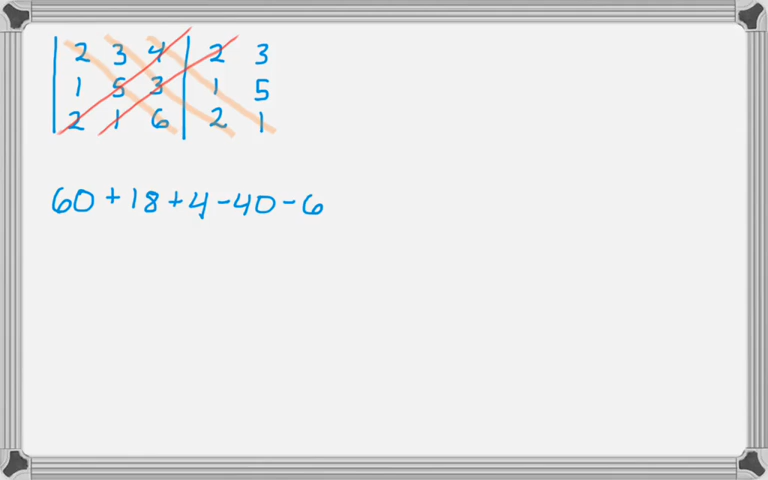 | 2 3 4 | 2 3
| 1 5 3 | 1 5
| 2 1 6 | 2 1
60 + 18 + 4 - 40 - 6